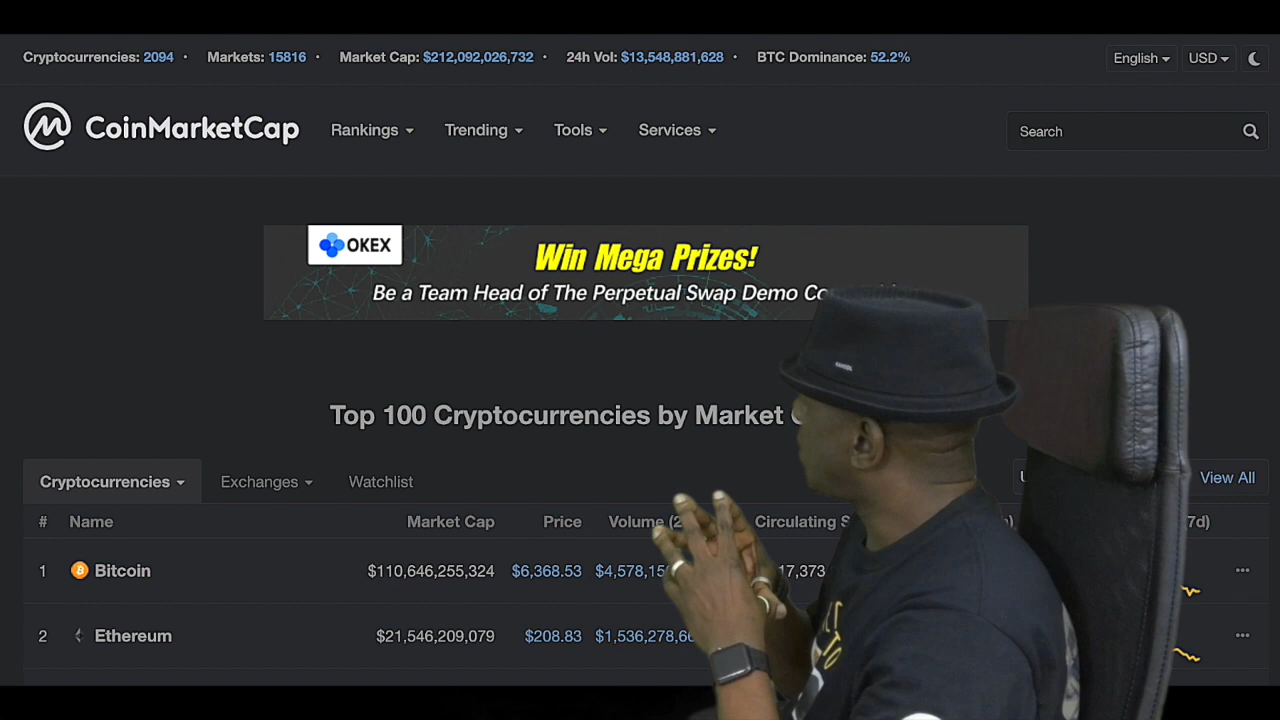 Cryptocurrencies: 2094 • Markets: 15816 • Market Cap: $212,092,026,732 • 24h Vol: $13,548,881,628 • BTC Dominance: 52.2% English USD
CoinMarketCap Rankings Trending Tools Services Search
OKEX
Win Mega Prizes!
Be a Team Head of The Perpetual Swap Demo
KANGOL
Top 100 Cryptocurrencies by Market
Cryptocurrencies Exchanges Watchlist View All
# Name Market Cap Price Volume Circulating (7d)
1 Bitcoin $110,646,255,324 $6,368.53
2 Ethereum $21,546,209,079 $208.83